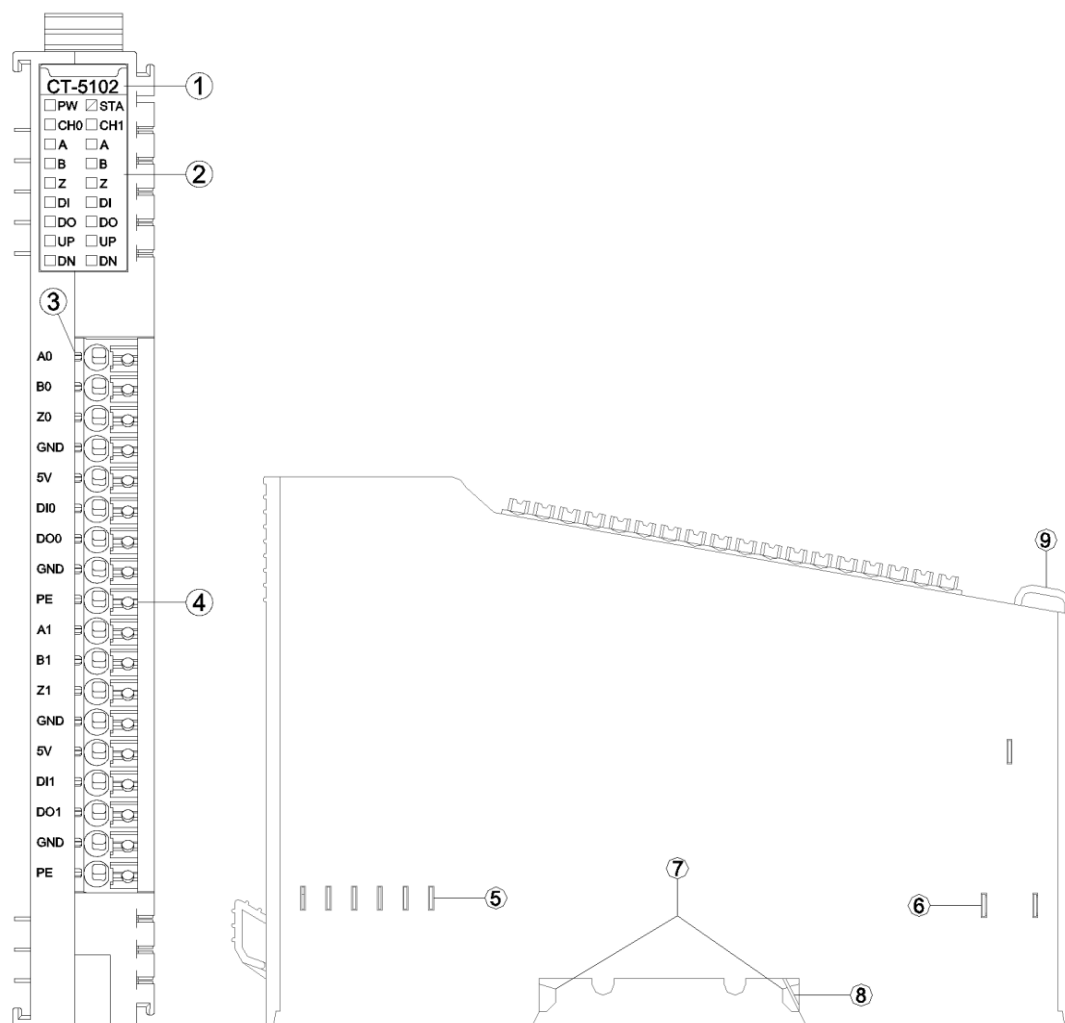 CT-5102
1
PW STA
CH0 CH1
A A
B B
2
Z Z
DI DI
DO DO
UP UP
DN DN
3
A0
B0
Z0
GND
5V
DI0
DO0
GND
PE
4
A1
B1
Z1
GND
5V
DI1
DO1
GND
PE
9
7
5
6
8